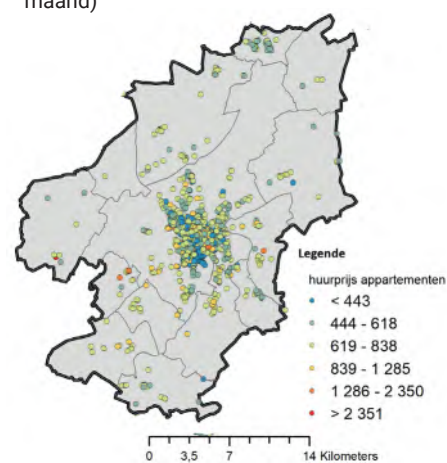 maand)
Legende
huurprijs appartementen
< 443
444 - 618
619 - 838
839 - 1 285
1 286 - 2 350
> 2 351
0 3,5 7 14 Kilometers